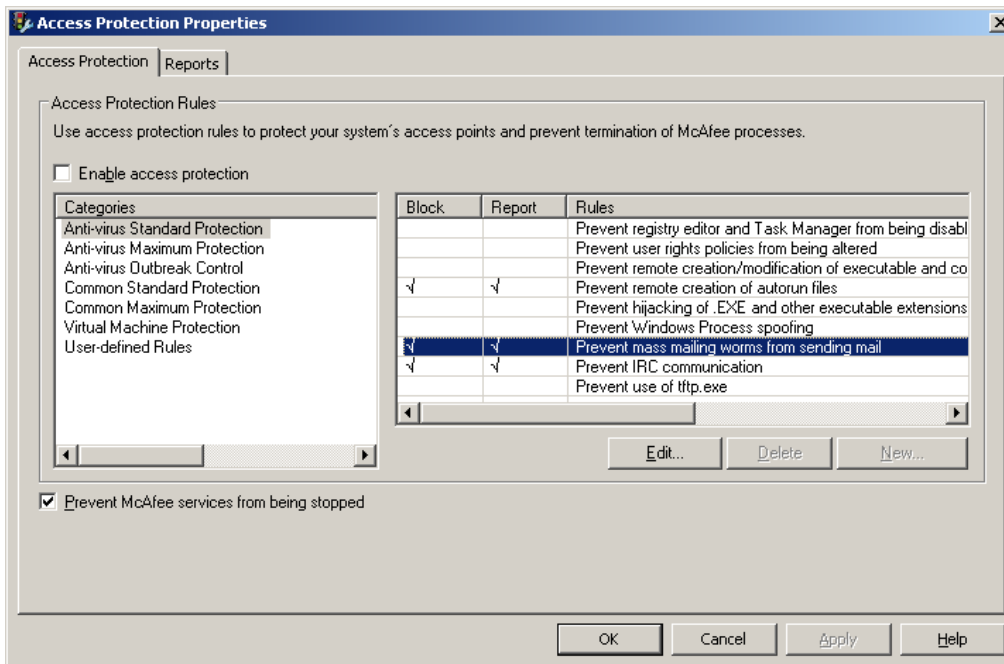 Access Protection Properties
Access Protection
Reports
Access Protection Rules
Use access protection rules to protect your system´s access points and prevent termination of McAfee processes.
Enable access protection
Categories
Anti-virus Standard Protection
Anti-virus Maximum Protection
Anti-virus Outbreak Control
Common Standard Protection
Common Maximum Protection
Virtual Machine Protection
User-defined Rules
Block Report Rules
Prevent registry editor and Task Manager from being disabl
Prevent user rights policies from being altered
Prevent remote creation/modification of executable and co
Prevent remote creation of autorun files
Prevent hijacking of .EXE and other executable extensions
Prevent Windows Process spoofing
Prevent mass mailing worms from sending mail
Prevent IRC communication
Prevent use of tftp.exe
Edit... Delete New...
Prevent McAfee services from being stopped
OK Cancel Apply Help